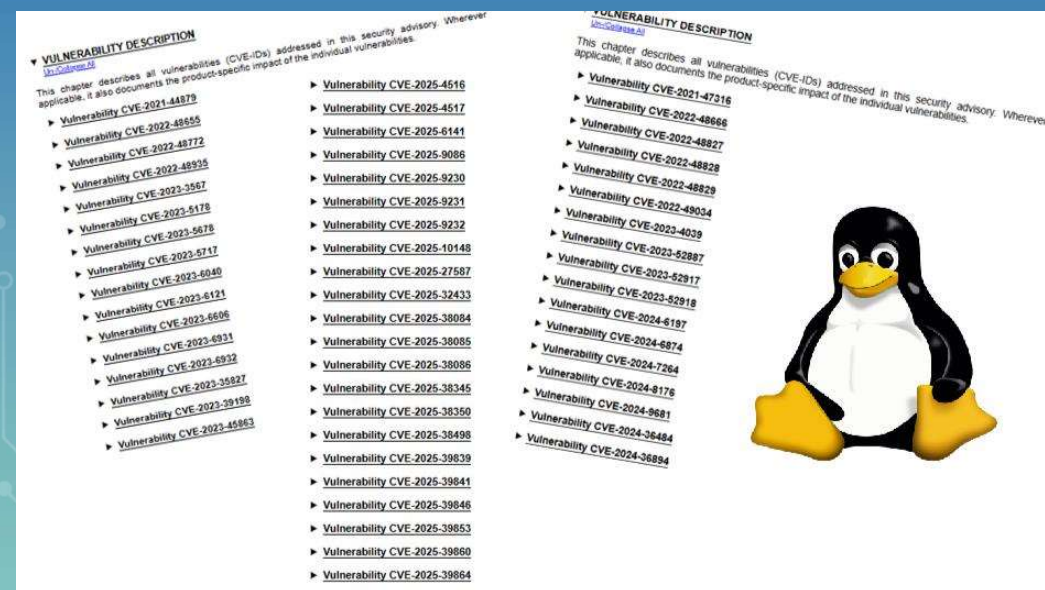 ▼ VULNERABILITY DESCRIPTION
Un-/Collapse All
This chapter describes all vulnerabilities (CVE-IDs) addressed in this security advisory. Wherever
applicable, it also documents the product-specific impact of the individual vulnerabilities.
► Vulnerability CVE-2021-44879
► Vulnerability CVE-2022-48655
► Vulnerability CVE-2022-48772
► Vulnerability CVE-2022-48935
► Vulnerability CVE-2023-3567
► Vulnerability CVE-2023-5178
► Vulnerability CVE-2023-5678
► Vulnerability CVE-2023-5717
► Vulnerability CVE-2023-6040
► Vulnerability CVE-2023-6121
► Vulnerability CVE-2023-6606
► Vulnerability CVE-2023-6931
► Vulnerability CVE-2023-6932
► Vulnerability CVE-2023-35827
► Vulnerability CVE-2023-39198
► Vulnerability CVE-2023-45863
► Vulnerability CVE-2025-4516
► Vulnerability CVE-2025-4517
► Vulnerability CVE-2025-6141
► Vulnerability CVE-2025-9086
► Vulnerability CVE-2025-9230
► Vulnerability CVE-2025-9231
► Vulnerability CVE-2025-9232
► Vulnerability CVE-2025-10148
► Vulnerability CVE-2025-27587
► Vulnerability CVE-2025-32433
► Vulnerability CVE-2025-38084
► Vulnerability CVE-2025-38085
► Vulnerability CVE-2025-38086
► Vulnerability CVE-2025-38345
► Vulnerability CVE-2025-38350
► Vulnerability CVE-2025-38498
► Vulnerability CVE-2025-39839
► Vulnerability CVE-2025-39841
► Vulnerability CVE-2025-39846
► Vulnerability CVE-2025-39853
► Vulnerability CVE-2025-39860
► Vulnerability CVE-2025-39864
VULNERABILITY DESCRIPTION
Un-/Collapse All
This chapter describes all vulnerabilities (CVE-IDs) addressed in this security advisory. Wherever
applicable, it also documents the product-specific impact of the individual vulnerabilities.
► Vulnerability CVE-2021-47316
► Vulnerability CVE-2022-48666
► Vulnerability CVE-2022-48827
► Vulnerability CVE-2022-48828
► Vulnerability CVE-2022-48829
► Vulnerability CVE-2022-49034
► Vulnerability CVE-2023-4039
► Vulnerability CVE-2023-52887
► Vulnerability CVE-2023-52917
► Vulnerability CVE-2023-52918
► Vulnerability CVE-2024-6197
► Vulnerability CVE-2024-6874
► Vulnerability CVE-2024-7264
► Vulnerability CVE-2024-8176
► Vulnerability CVE-2024-9681
► Vulnerability CVE-2024-36484
► Vulnerability CVE-2024-36894